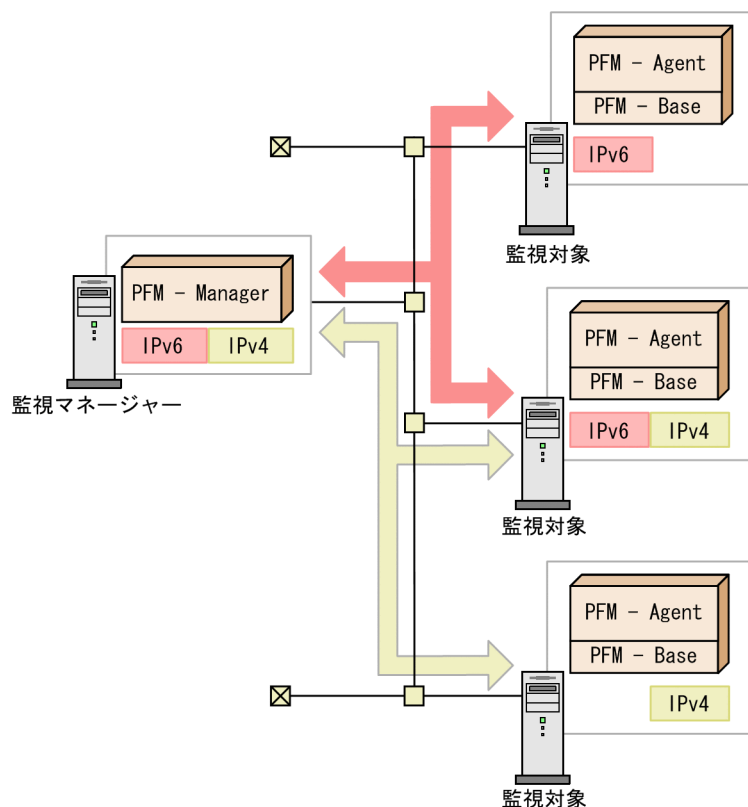 PFM - Agent
PFM - Base
IPv6
監視対象
PFM - Manager
IPv6 IPv4
監視マネージャー
PFM - Agent
PFM - Base
IPv6 IPv4
監視対象
PFM - Agent
PFM - Base
IPv4
監視対象